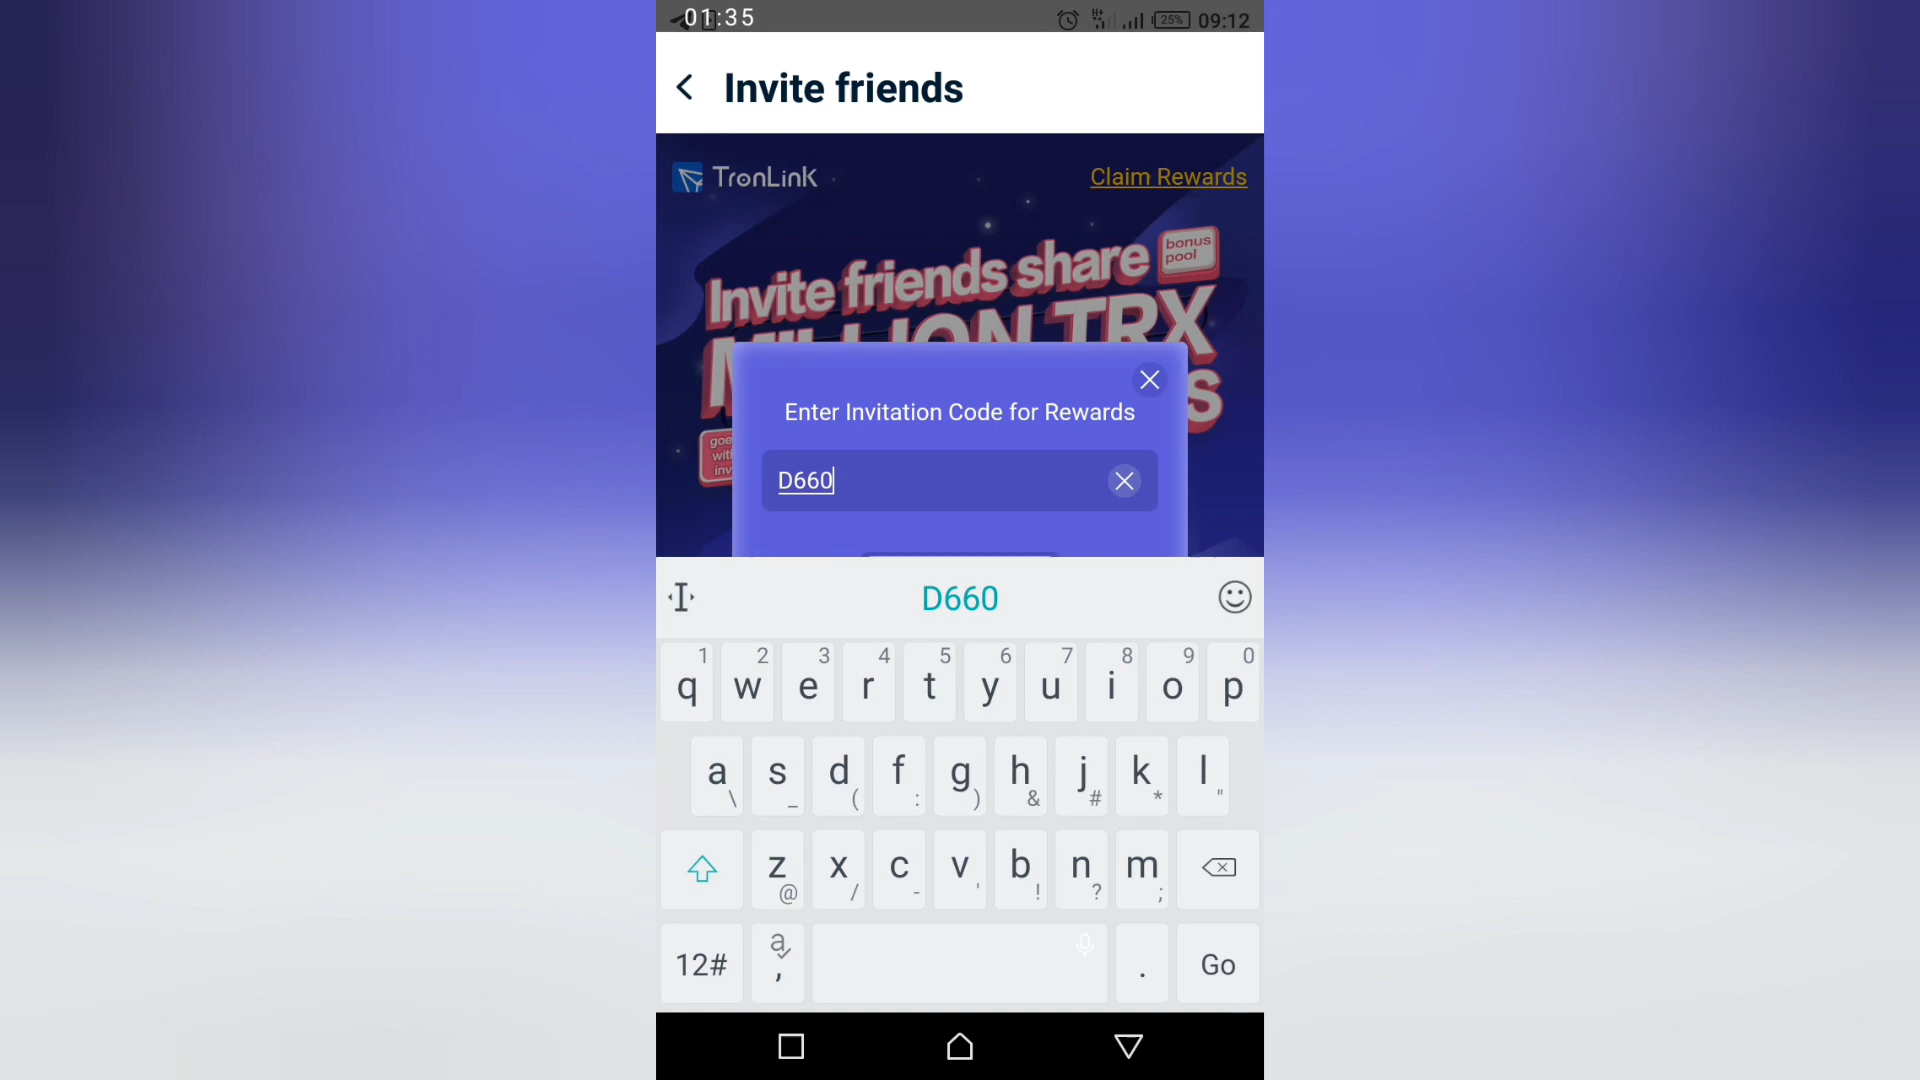 01:35
25% 09:12
Invite friends
TronLink
Claim Rewards
Invite friends share
bonus
pool
MILLION TRX
Enter Invitation Code for Rewards
D660
D660
1 2 3 4 5 6 7 8 9 0
q w e r t y u i o p
a s d f g h j k l
\ _ ( : ) & # * "
z x c v b n m
@ / - ' ! ? ;
12# a , . Go